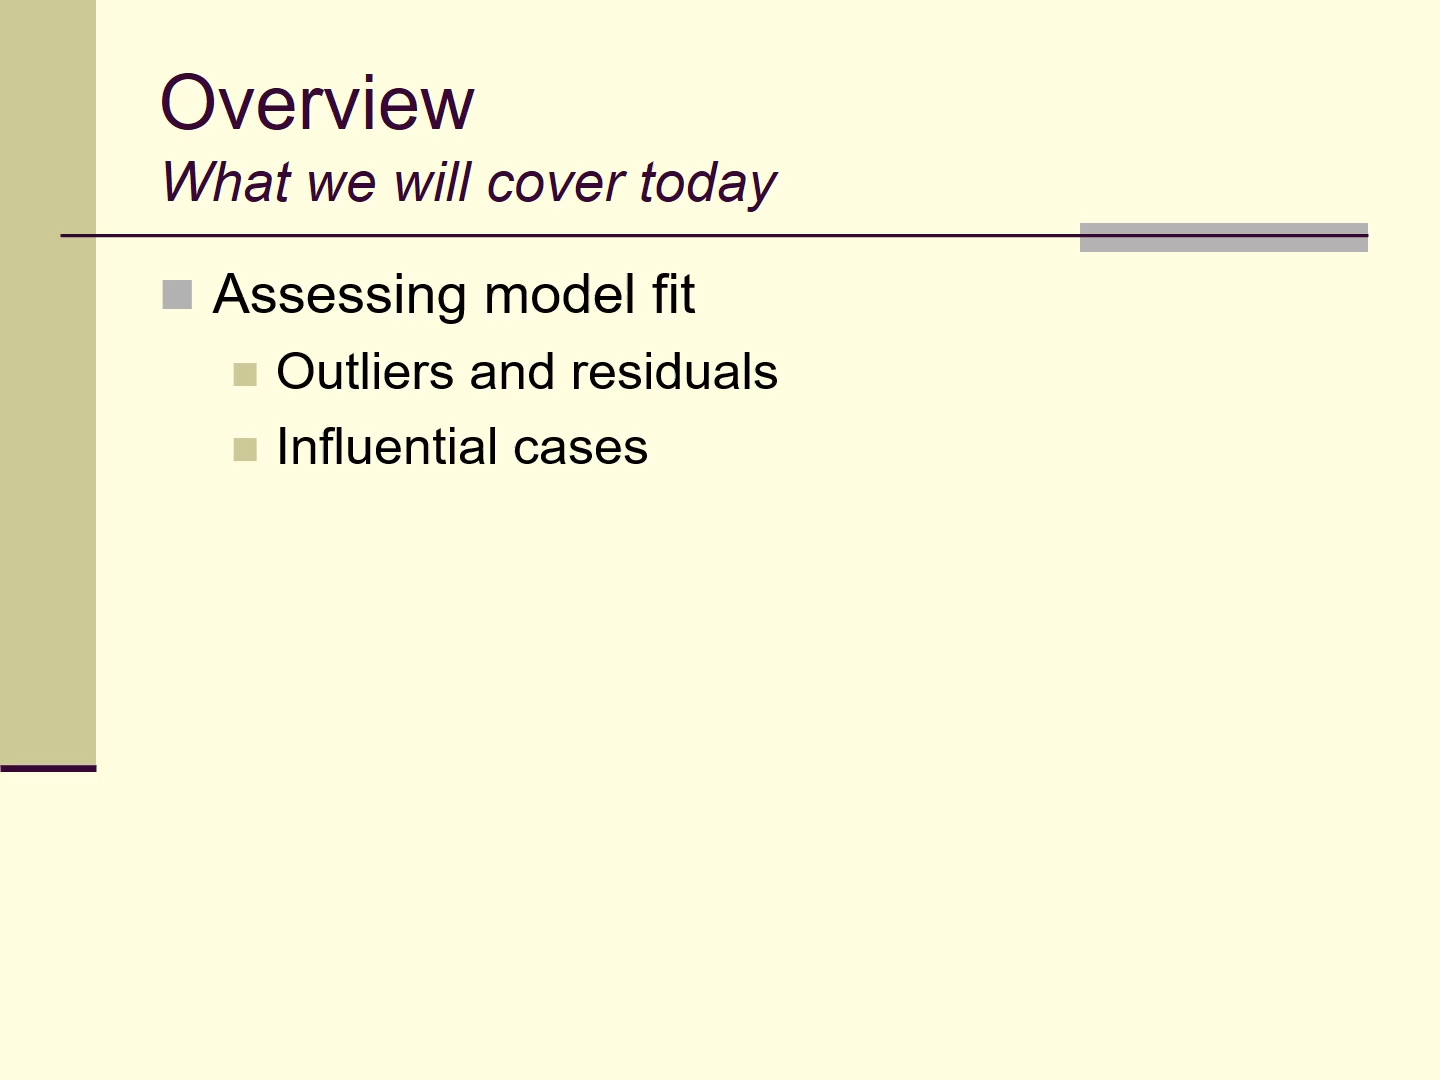 Overview
What we will cover today
Assessing model fit
Outliers and residuals
Influential cases